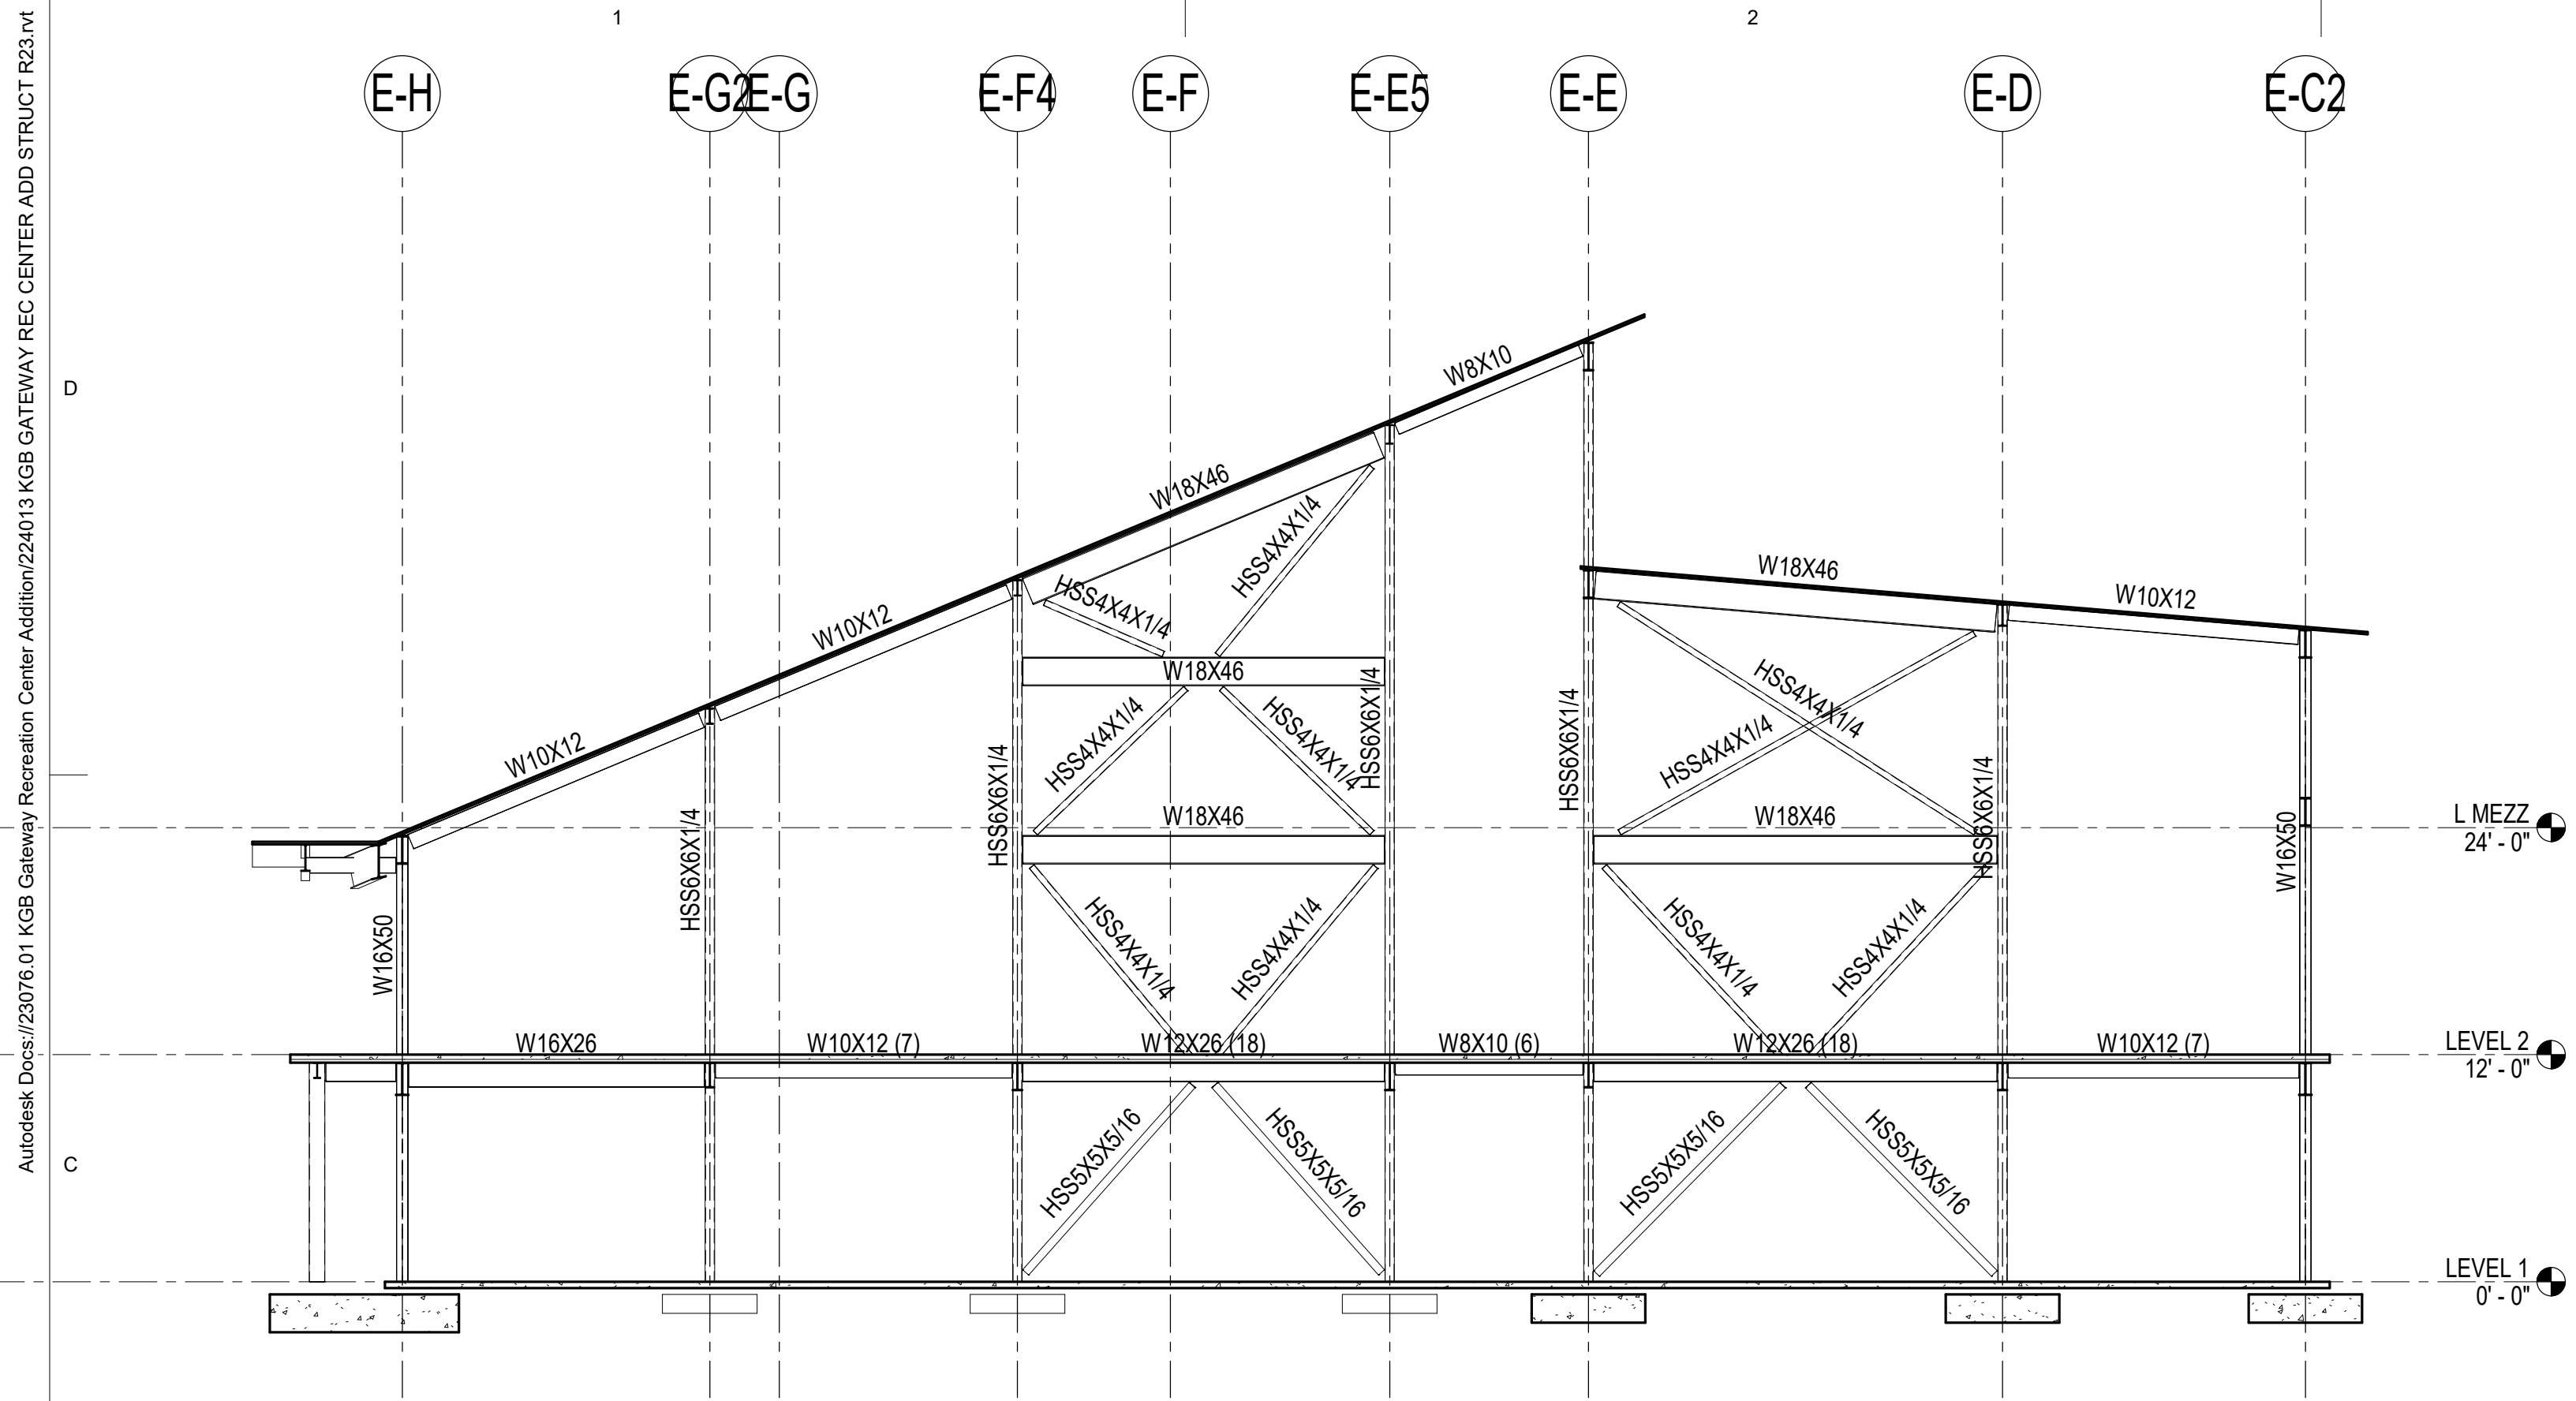 1
2
Autodesk Docs://23076.01 KGB Gateway Recreation Center Addition/224013 KGB GATEWAY REC CENTER ADD STRUCT R23.rvt
E-H
E-G2
E-G
E-F4
E-F
E-E5
E-E
E-D
E-C2
D
W8X10
W18X46
HSS4X4X1/4
HSS4X4X1/4
W10X12
W10X12
W18X46
W10X12
W18X46
HSS4X4X1/4
HSS4X4X1/4
HSS4X4X1/4
HSS4X4X1/4
W18X46
W18X46
L MEZZ
24' - 0"
HSS6X6X1/4
HSS6X6X1/4
HSS6X6X1/4
HSS6X6X1/4
HSS6X6X1/4
W16X50
W16X50
HSS4X4X1/4
HSS4X4X1/4
HSS4X4X1/4
HSS4X4X1/4
W16X26
W10X12 (7)
W12X26 (18)
W8X10 (6)
W12X26 (18)
W10X12 (7)
LEVEL 2
12' - 0"
C
HSS5X5X5/16
HSS5X5X5/16
HSS5X5X5/16
HSS5X5X5/16
LEVEL 1
0' - 0"